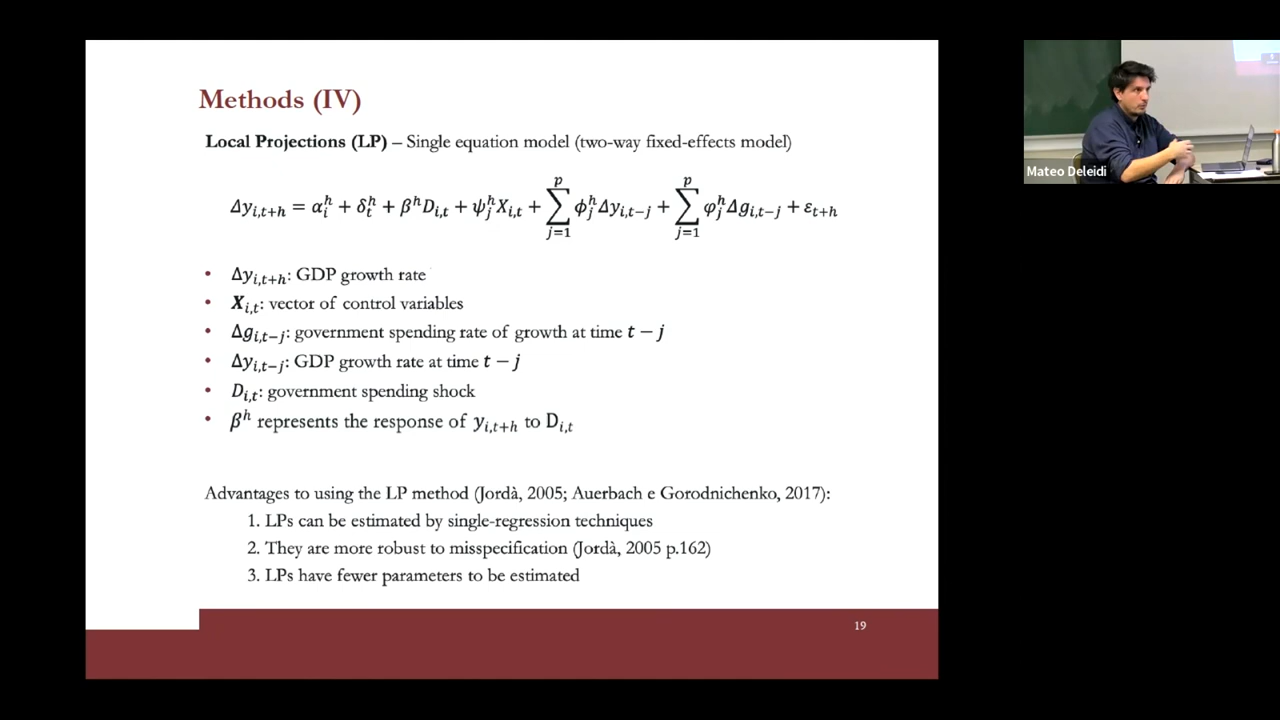 Methods (IV)
Local Projections (LP) – Single equation model (two-way fixed-effects model)
Δy_{i,t+h} = α_i^h + δ_t^h + β^h D_{i,t} + ψ_j^h X_{i,t} + ∑_{j=1}^{p} ϕ_j^h Δy_{i,t−j} + ∑_{j=1}^{p} φ_j^h Δg_{i,t−j} + ε_{t+h}
• Δy_{i,t+h}: GDP growth rate
• X_{i,t}: vector of control variables
• Δg_{i,t−j}: government spending rate of growth at time t − j
• Δy_{i,t−j}: GDP growth rate at time t − j
• D_{i,t}: government spending shock
• β^h represents the response of y_{i,t+h} to D_{i,t}
Advantages to using the LP method (Jordà, 2005; Auerbach e Gorodnichenko, 2017):
1. LPs can be estimated by single-regression techniques
2. They are more robust to misspecification (Jordà, 2005 p.162)
3. LPs have fewer parameters to be estimated
19
Mateo Deleidi